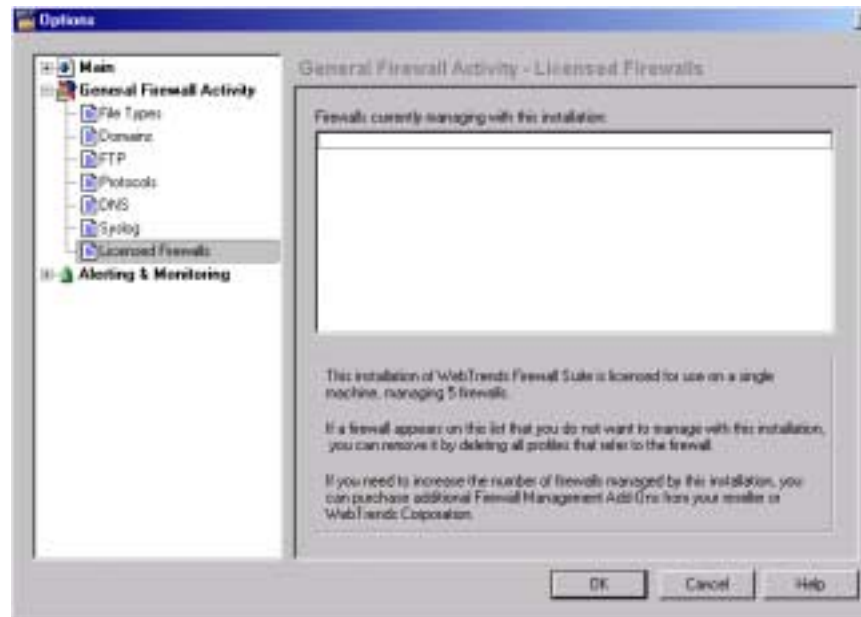 Options
Main
General Firewall Activity
File Types
Domains
FTP
Protocols
DNS
Syslog
Licensed Firewalls
Alerting & Monitoring
General Firewall Activity - Licensed Firewalls
Firewalls currently managing with this installation:
This installation of WebTrends Firewall Suite is licensed for use on a single
machine, managing 5 firewalls.
If a firewall appears on this list that you do not want to manage with this installation,
you can remove it by deleting all profiles that refer to the firewall.
If you need to increase the number of firewalls managed by this installation, you
can purchase additional Firewall Management Add-Ons from your reseller or
WebTrends Corporation.
OK
Cancel
Help